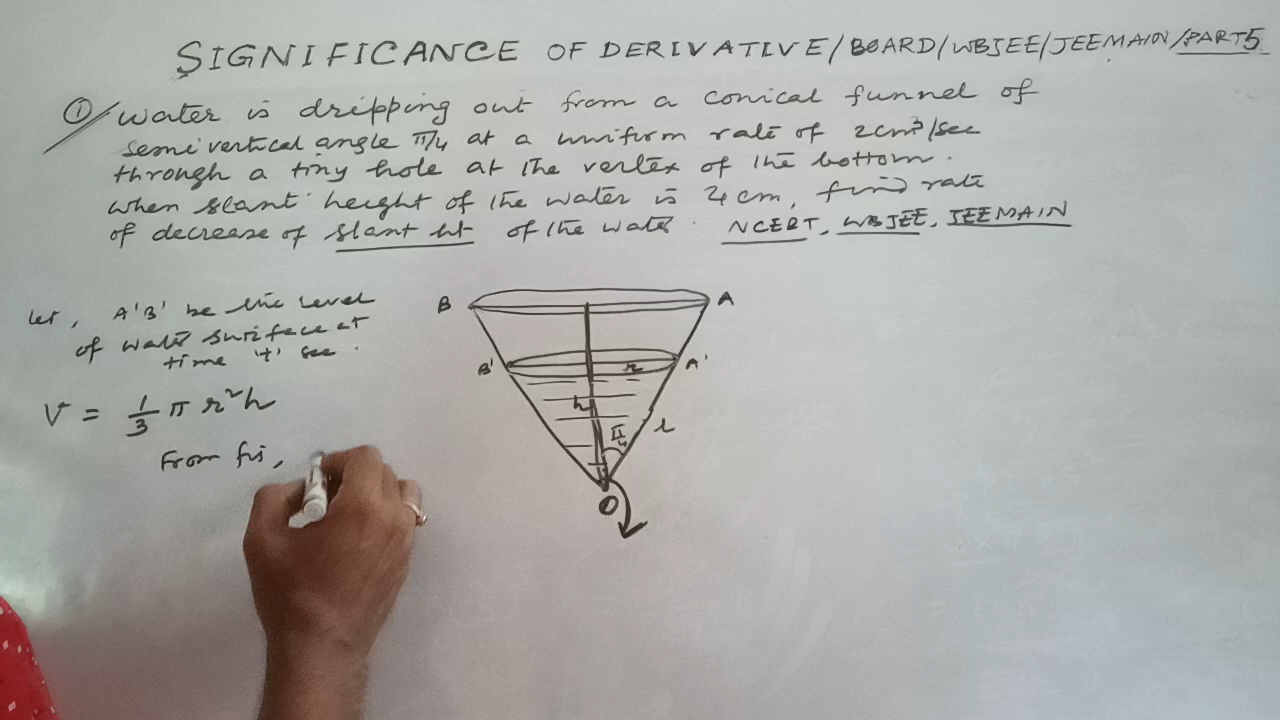 SIGNIFICANCE OF DERIVATIVE/BOARD/WBJEE/JEEMAIN/PART5
① water is dripping out from a conical funnel of
semi vertical angle π/4 at a uniform rate of 2cm³/sec
through a tiny hole at the vertex of the bottom.
when slant height of the water is 4 cm, find rate
of decrease of slant ht of the water. NCERT, WBJEE, JEEMAIN
let, A'B' be the level
of water surface at
time 't' sec.
V = 1/3 π r²h
From fig,
B A
B' r A'
h π/4 l
O